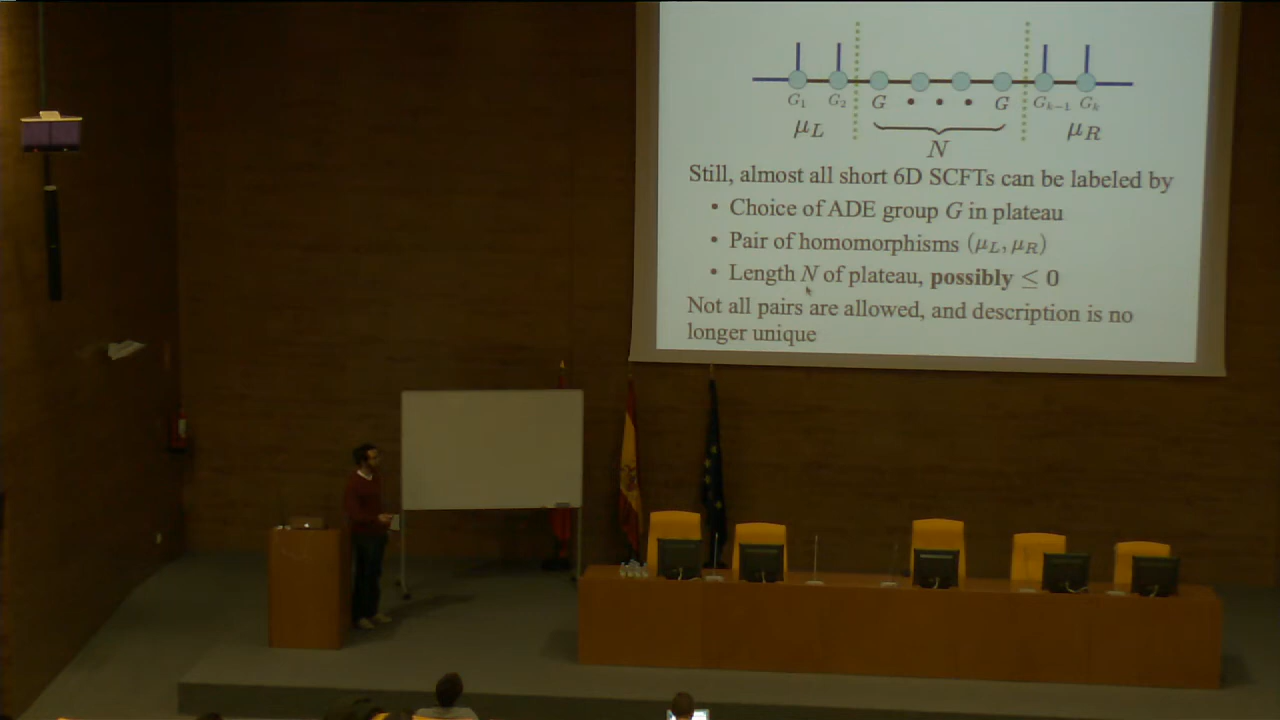 G₁ G₂ G • • • G Gₖ₋₁ Gₖ
μ_L μ_R
N
Still, almost all short 6D SCFTs can be labeled by
• Choice of ADE group G in plateau
• Pair of homomorphisms (μ_L, μ_R)
• Length N of plateau, possibly ≤ 0
Not all pairs are allowed, and description is no
longer unique